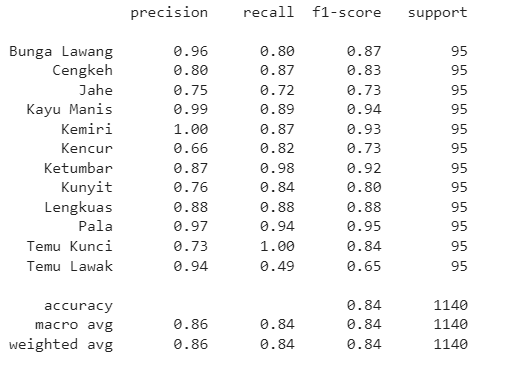 precision recall f1-score support
Bunga Lawang 0.96 0.80 0.87 95
Cengkeh 0.80 0.87 0.83 95
Jahe 0.75 0.72 0.73 95
Kayu Manis 0.99 0.89 0.94 95
Kemiri 1.00 0.87 0.93 95
Kencur 0.66 0.82 0.73 95
Ketumbar 0.87 0.98 0.92 95
Kunyit 0.76 0.84 0.80 95
Lengkuas 0.88 0.88 0.88 95
Pala 0.97 0.94 0.95 95
Temu Kunci 0.73 1.00 0.84 95
Temu Lawak 0.94 0.49 0.65 95
accuracy 0.84 1140
macro avg 0.86 0.84 0.84 1140
weighted avg 0.86 0.84 0.84 1140